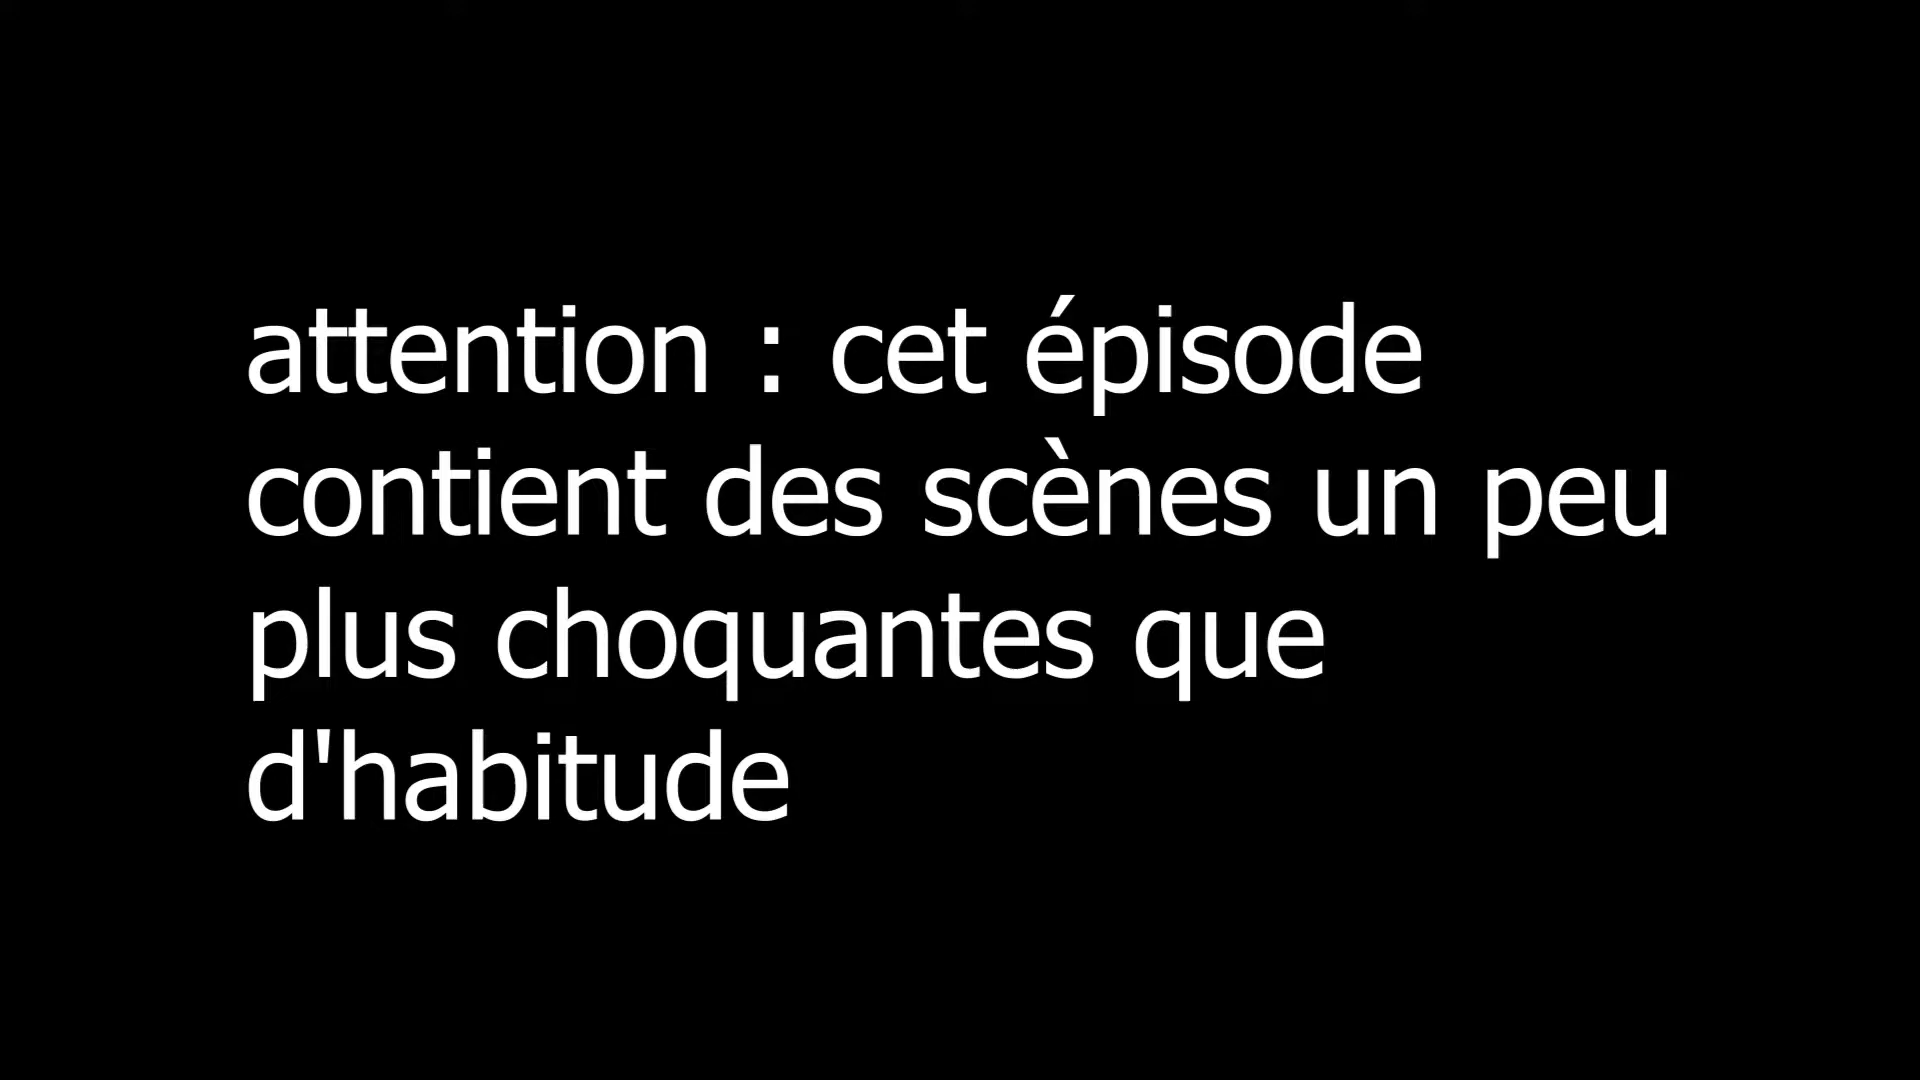 attention : cet épisode
contient des scènes un peu
plus choquantes que
d'habitude